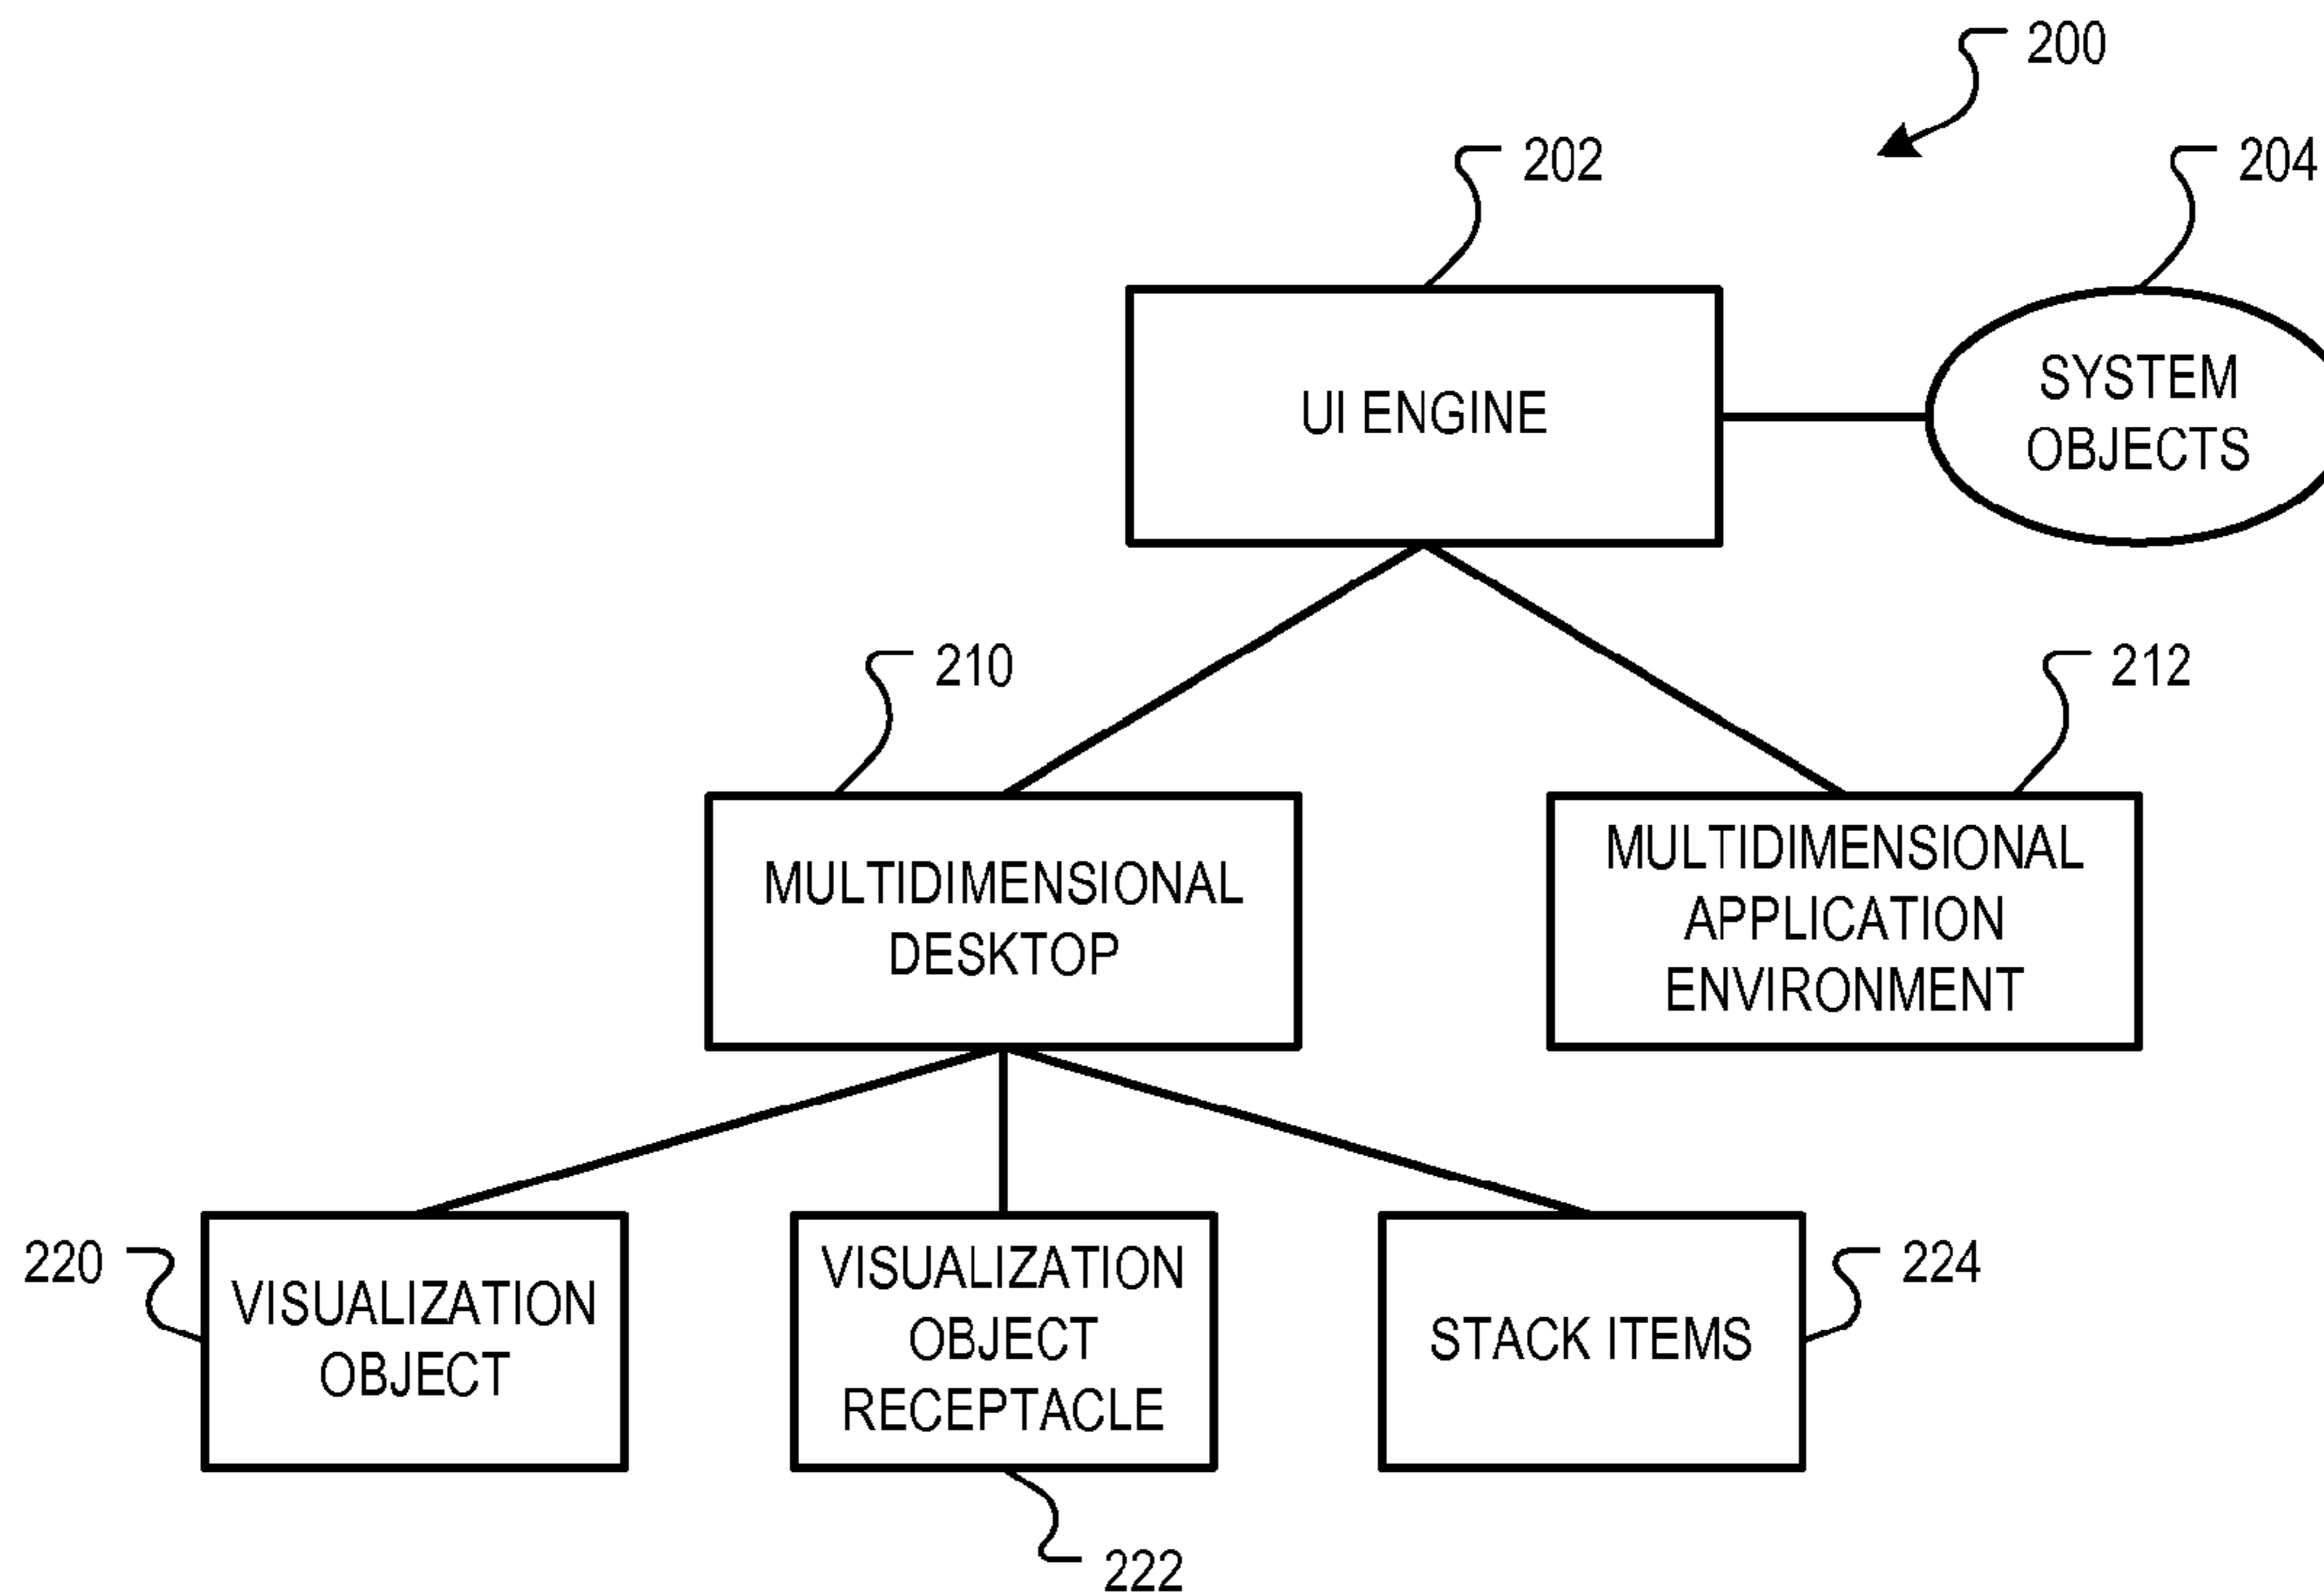 200
202
204
UI ENGINE
SYSTEM
OBJECTS
210
212
MULTIDIMENSIONAL
DESKTOP
MULTIDIMENSIONAL
APPLICATION
ENVIRONMENT
220
VISUALIZATION
OBJECT
VISUALIZATION
OBJECT
RECEPTACLE
STACK ITEMS
224
222